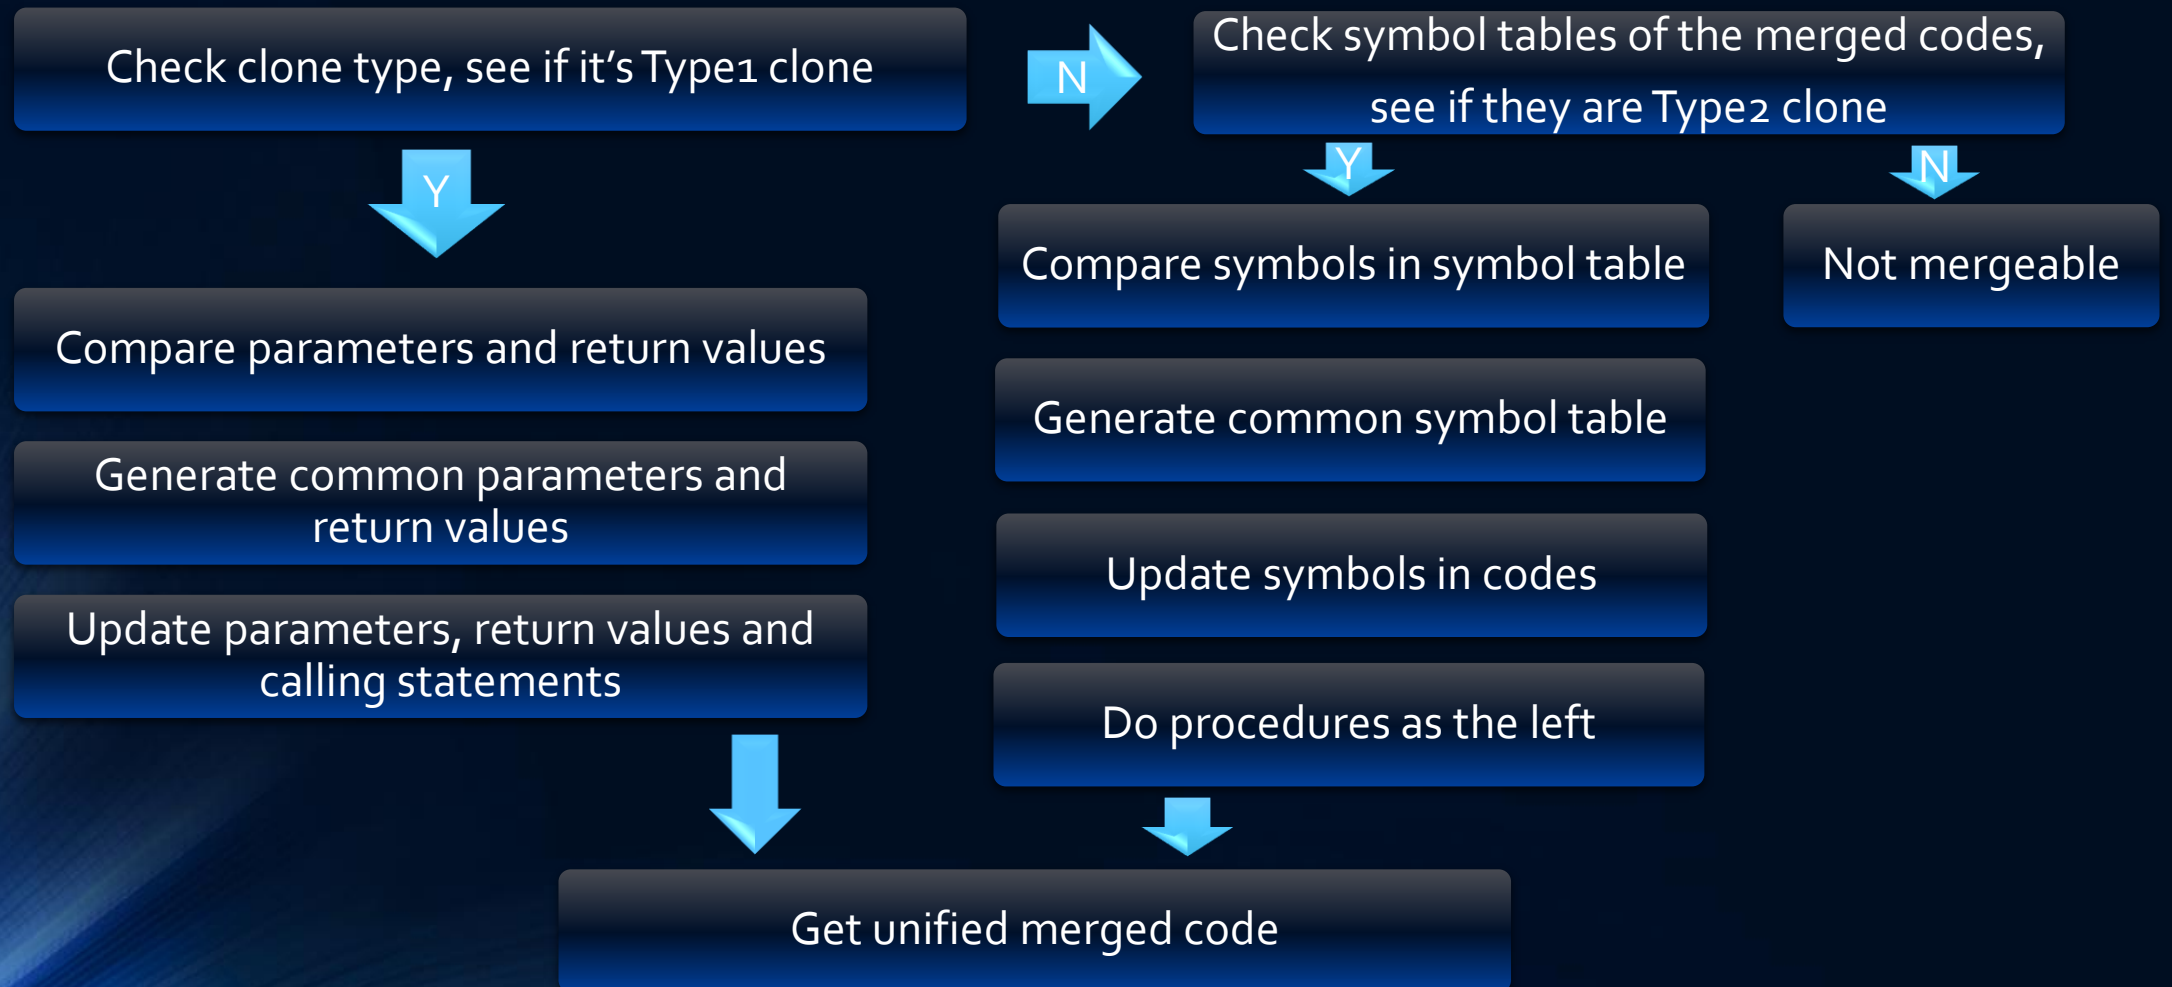 Check clone type, see if it's Type1 clone
N
Check symbol tables of the merged codes,
see if they are Type2 clone
Y
Y
N
Compare parameters and return values
Generate common parameters and
return values
Update parameters, return values and
calling statements
Compare symbols in symbol table
Generate common symbol table
Update symbols in codes
Do procedures as the left
Not mergeable
Get unified merged code